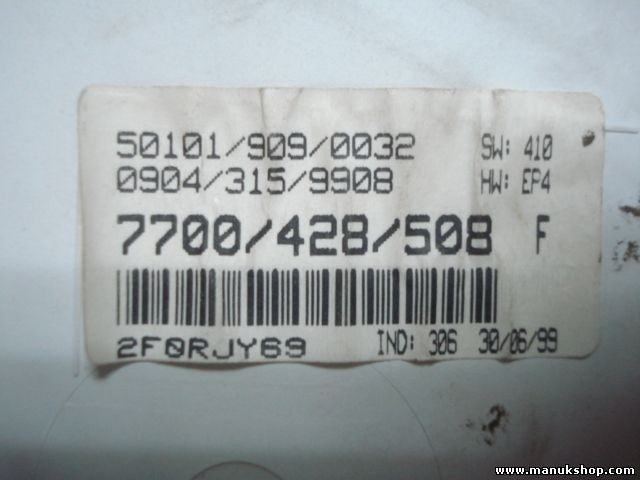 50101/909/0032 SW: 410
0904/315/9908 HW: EP4
7700/428/508 F
2F0RJY69 IND: 306 30/06/99
www.manukshop.com